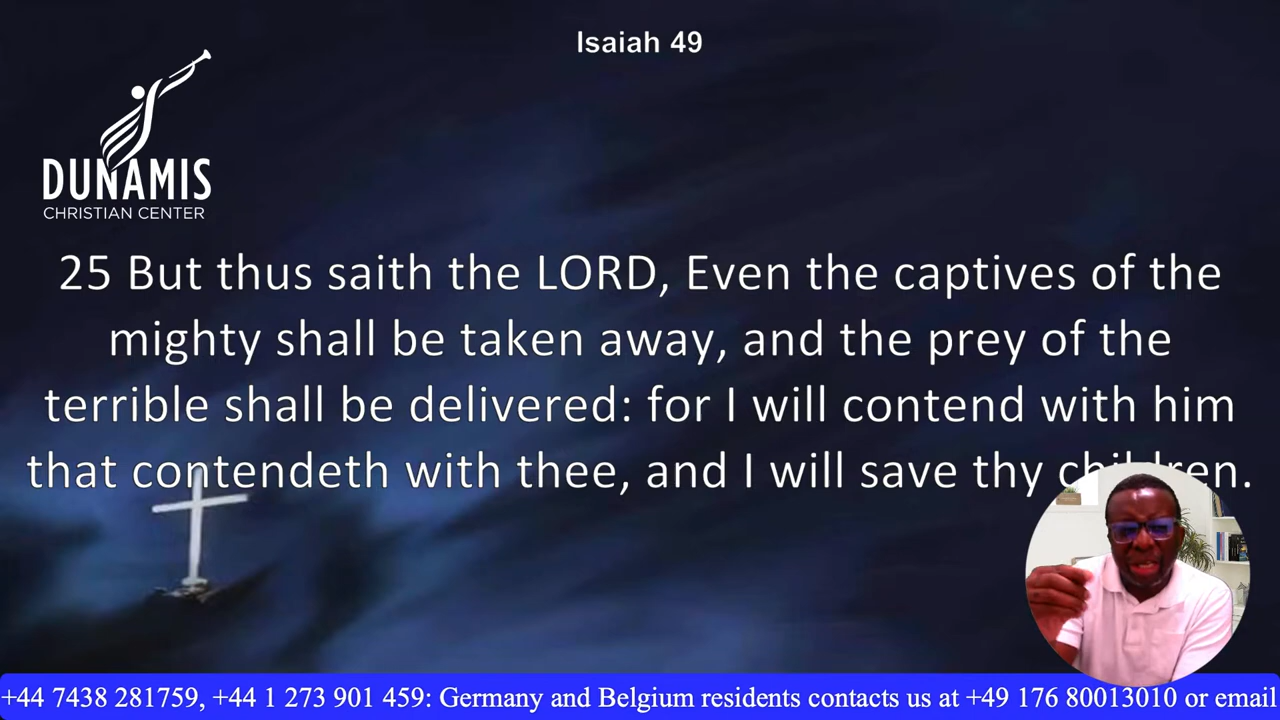 Isaiah 49
DUNAMIS
CHRISTIAN CENTER
25 But thus saith the LORD, Even the captives of the
mighty shall be taken away, and the prey of the
terrible shall be delivered: for I will contend with him
that contendeth with thee, and I will save thy children.
+44 7438 281759, +44 1 273 901 459: Germany and Belgium residents contacts us at +49 176 80013010 or email